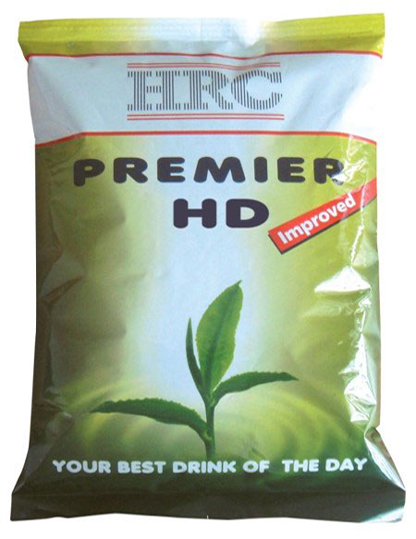 HRC
PREMIER
HD
Improved
YOUR BEST DRINK OF THE DAY